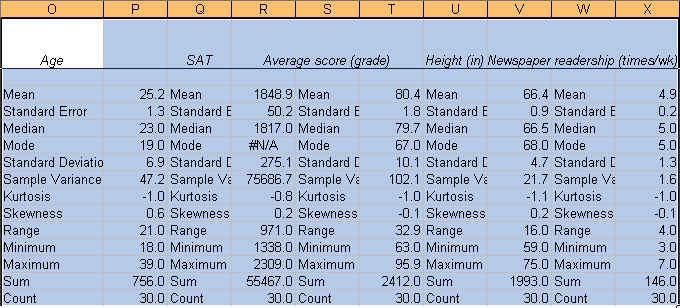 O P Q R S T U V W X
Age SAT Average score (grade) Height (in) Newspaper readership (times/wk)
Mean 25.2 Mean 1848.9 Mean 80.4 Mean 66.4 Mean 4.9
Standard Error 1.3 Standard E 50.2 Standard E 1.8 Standard E 0.9 Standard E 0.2
Median 23.0 Median 1817.0 Median 79.7 Median 66.5 Median 5.0
Mode 19.0 Mode #N/A Mode 67.0 Mode 68.0 Mode 5.0
Standard Deviatio 6.9 Standard D 275.1 Standard D 10.1 Standard D 4.7 Standard D 1.3
Sample Variance 47.2 Sample Va 75686.7 Sample Va 102.1 Sample Va 21.7 Sample Va 1.6
Kurtosis -1.0 Kurtosis -0.8 Kurtosis -1.0 Kurtosis -1.1 Kurtosis -1.0
Skewness 0.6 Skewness 0.2 Skewness -0.1 Skewness 0.2 Skewness -0.1
Range 21.0 Range 971.0 Range 32.9 Range 16.0 Range 4.0
Minimum 18.0 Minimum 1338.0 Minimum 63.0 Minimum 59.0 Minimum 3.0
Maximum 39.0 Maximum 2309.0 Maximum 95.9 Maximum 75.0 Maximum 7.0
Sum 756.0 Sum 55467.0 Sum 2412.0 Sum 1993.0 Sum 146.0
Count 30.0 Count 30.0 Count 30.0 Count 30.0 Count 30.0